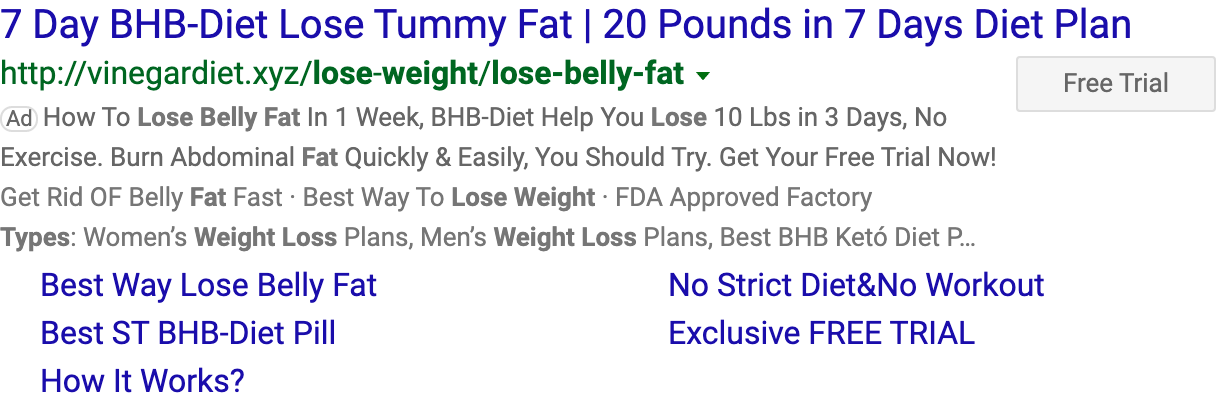 7 Day BHB-Diet Lose Tummy Fat | 20 Pounds in 7 Days Diet Plan
http://vinegardiet.xyz/lose-weight/lose-belly-fat
Free Trial
Ad How To Lose Belly Fat In 1 Week, BHB-Diet Help You Lose 10 Lbs in 3 Days, No
Exercise. Burn Abdominal Fat Quickly & Easily, You Should Try. Get Your Free Trial Now!
Get Rid OF Belly Fat Fast · Best Way To Lose Weight · FDA Approved Factory
Types: Women’s Weight Loss Plans, Men’s Weight Loss Plans, Best BHB Ketó Diet P...
Best Way Lose Belly Fat
No Strict Diet&No Workout
Best ST BHB-Diet Pill
Exclusive FREE TRIAL
How It Works?